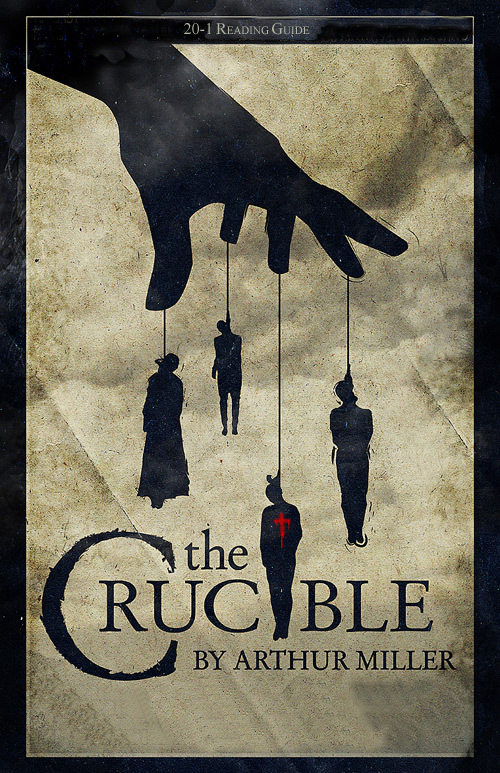 20-1 Reading Guide
the
CRUCIBLE
BY ARTHUR MILLER